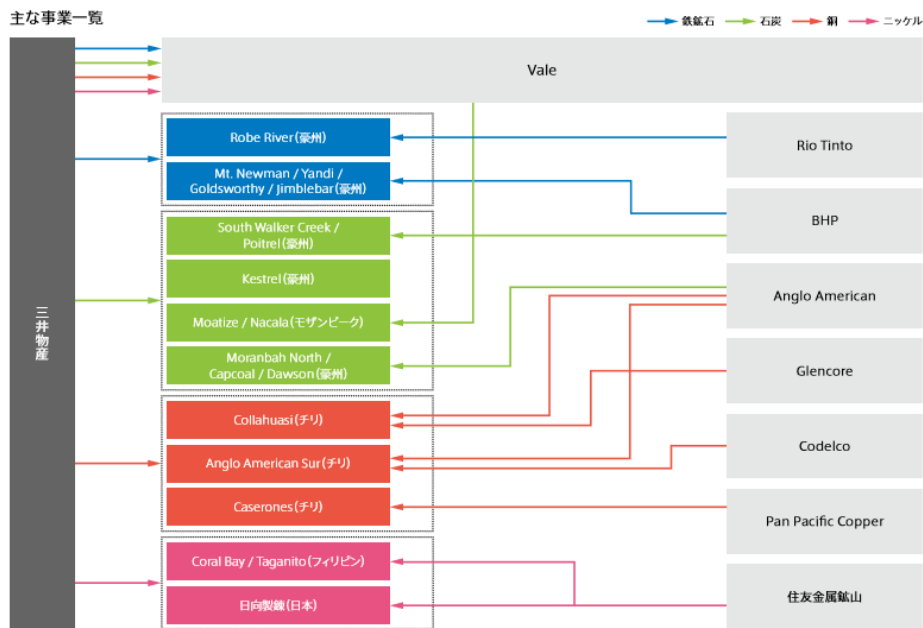 主な事業一覧
鉄鉱石
石炭
銅
ニッケル
三井物産
Vale
Robe River(豪州)
Mt. Newman / Yandi /
Goldsworthy / Jimblebar(豪州)
South Walker Creek /
Poitrel(豪州)
Kestrel(豪州)
Moatize / Nacala(モザンビーク)
Moranbah North /
Capcoal / Dawson(豪州)
Collahuasi(チリ)
Anglo American Sur(チリ)
Caserones(チリ)
Coral Bay / Taganito(フィリピン)
日向製錬(日本)
Rio Tinto
BHP
Anglo American
Glencore
Codelco
Pan Pacific Copper
住友金属鉱山